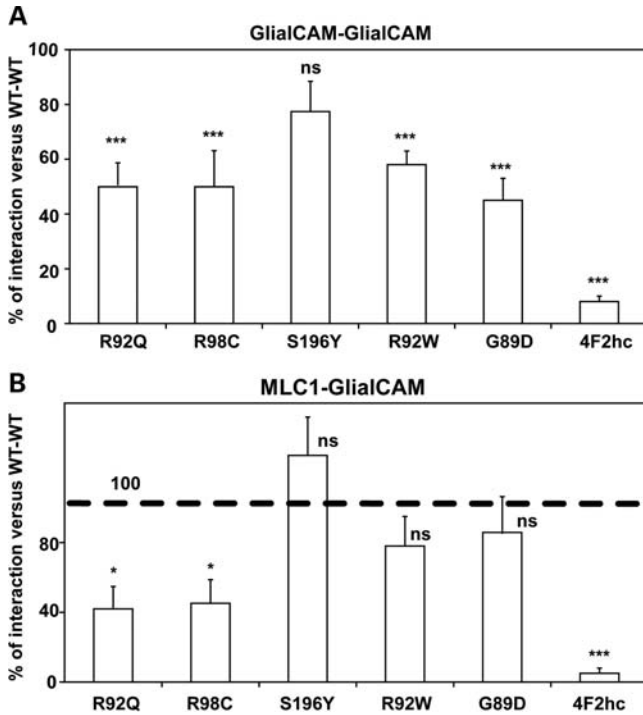 A
GlialCAM-GlialCAM
% of interaction versus WT-WT
100
80
60
40
20
0
***
***
ns
***
***
***
R92Q R98C S196Y R92W G89D 4F2hc
B
MLC1-GlialCAM
% of interaction versus WT-WT
100
80
40
0
*
*
ns
ns
ns
***
R92Q R98C S196Y R92W G89D 4F2hc